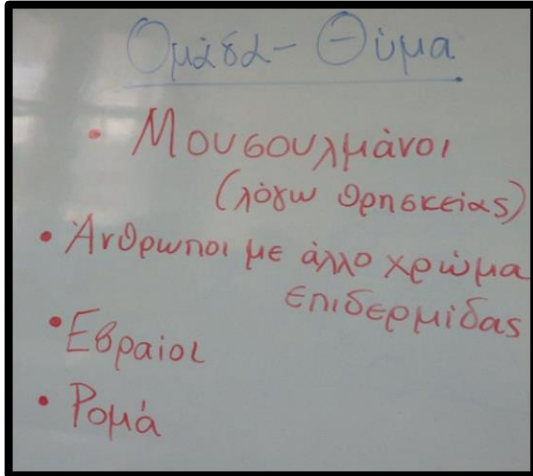 Ομάδα - Θύμα
• Μουσουλμάνοι
(λόγω θρησκείας)
• Άνθρωποι με άλλο χρώμα
επιδερμίδας
• Εβραίοι
• Ρομά